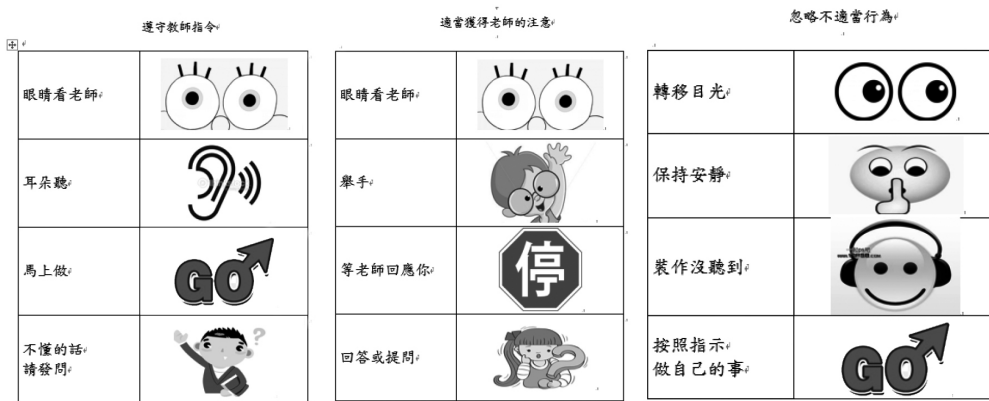 遵守教師指令
眼睛看老師
耳朵聽
馬上做
GO
不懂的話
請發問
?
適當獲得老師的注意
眼睛看老師
舉手
等老師回應你
停
回答或提問
?
忽略不適當行為
轉移目光
保持安靜
裝作沒聽到
按照指示
做自己的事
GO